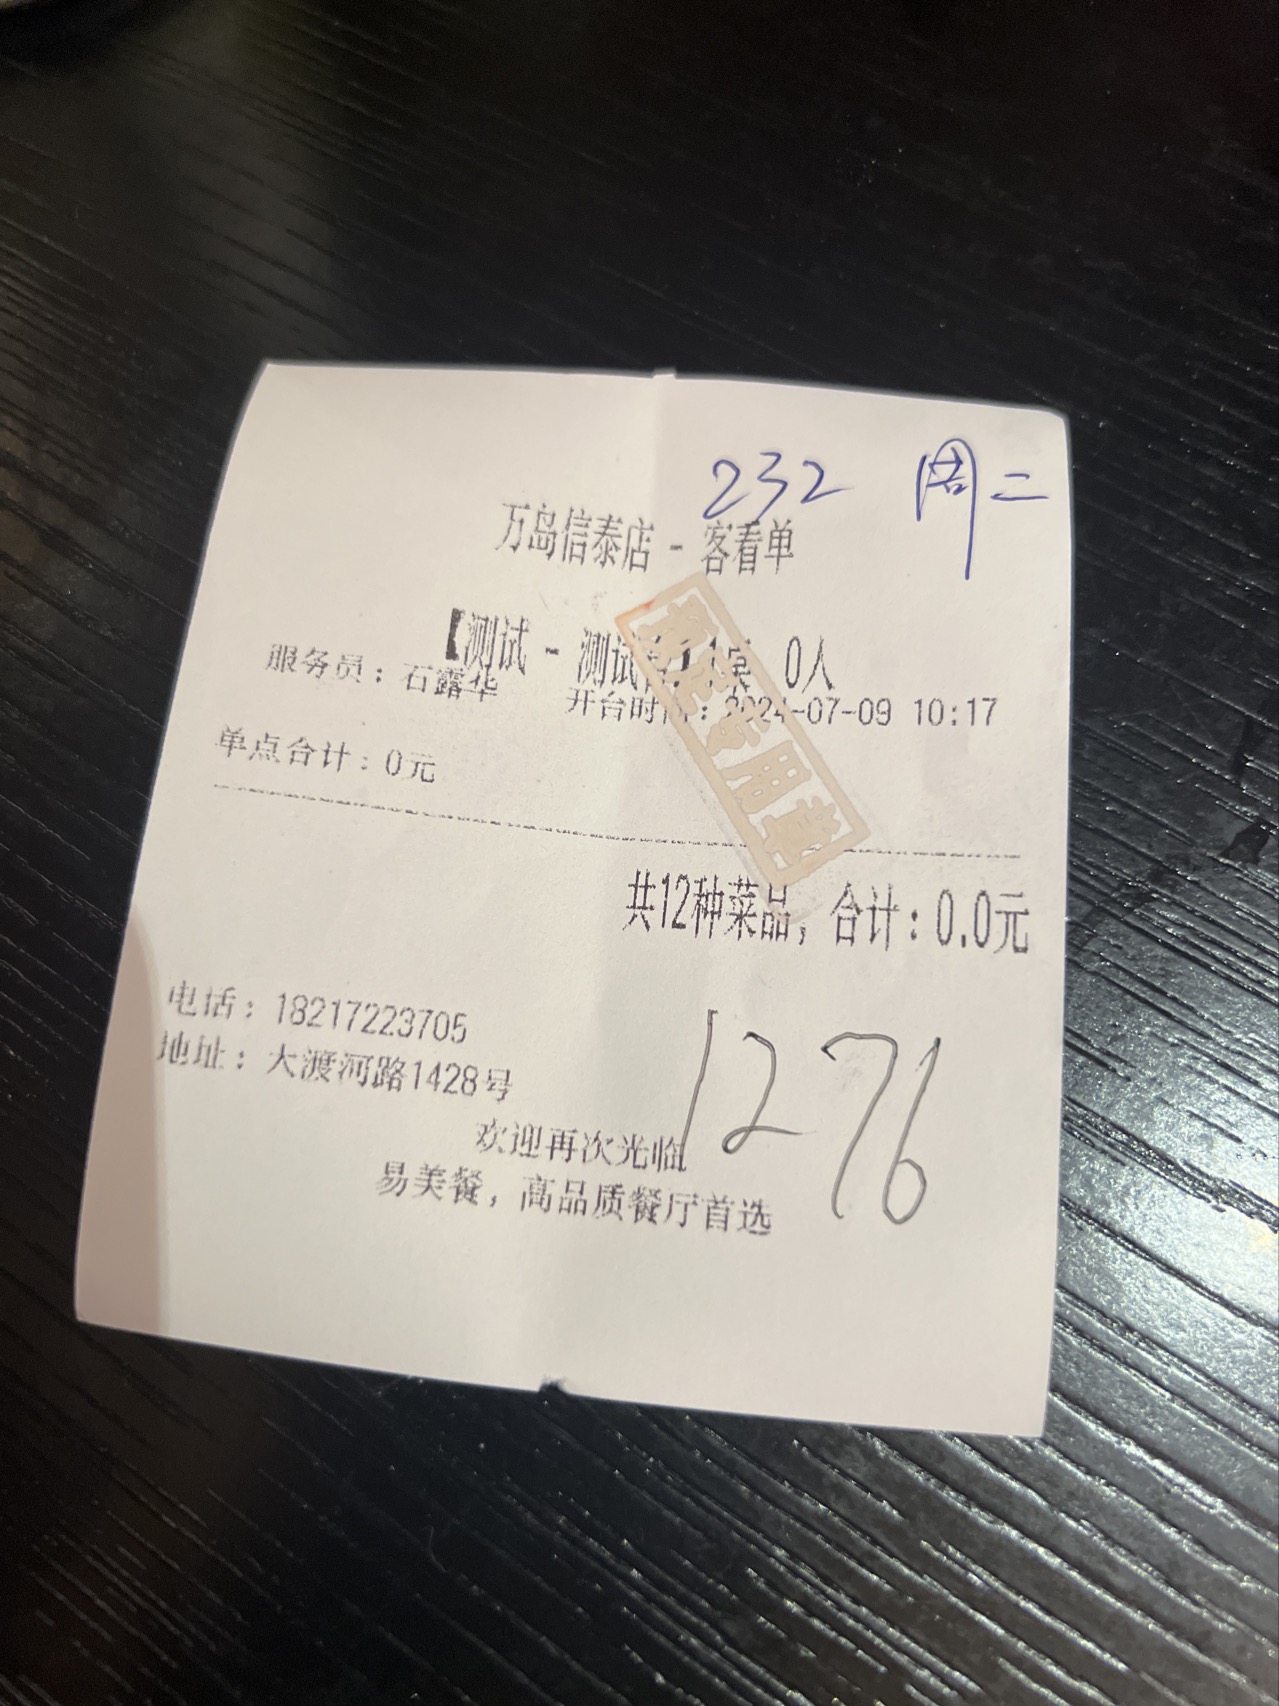 232 周二
万岛信泰店 - 客看单
【测试 - 测试 桌 0人
服务员：石露华 开台时间：2024-07-09 10:17
单点合计：0元
专用章
共12种菜品，合计：0.0元
电话：18217223705
地址：大渡河路1428号
1276
欢迎再次光临
易美餐，高品质餐厅首选